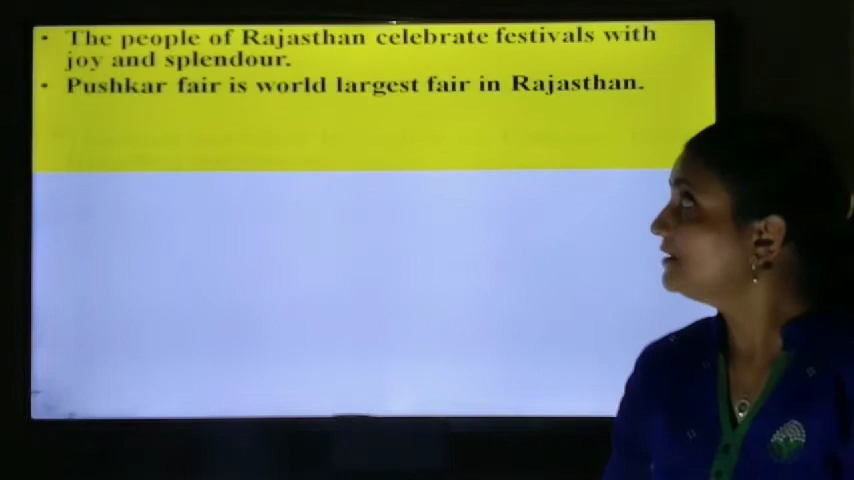 • The people of Rajasthan celebrate festivals with
joy and splendour.
• Pushkar fair is world largest fair in Rajasthan.